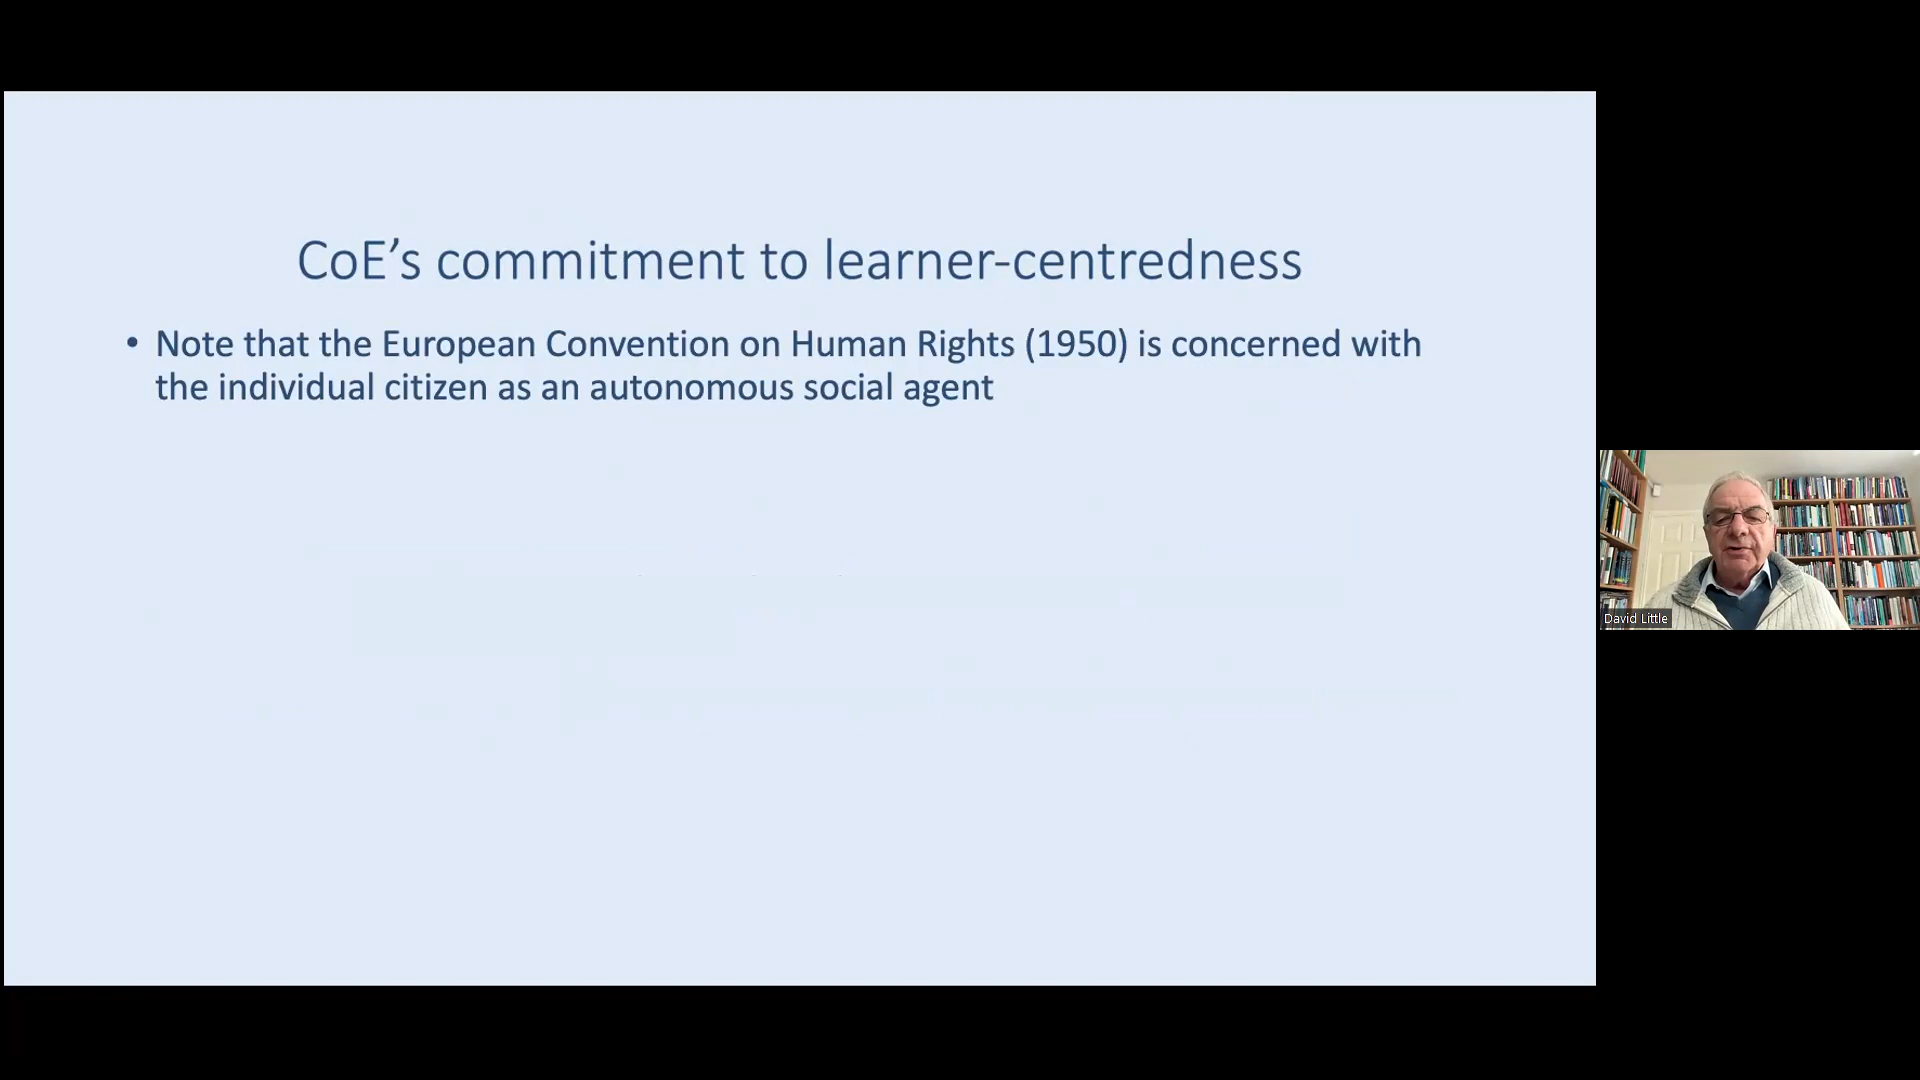 CoE’s commitment to learner-centredness
• Note that the European Convention on Human Rights (1950) is concerned with
the individual citizen as an autonomous social agent
David Little